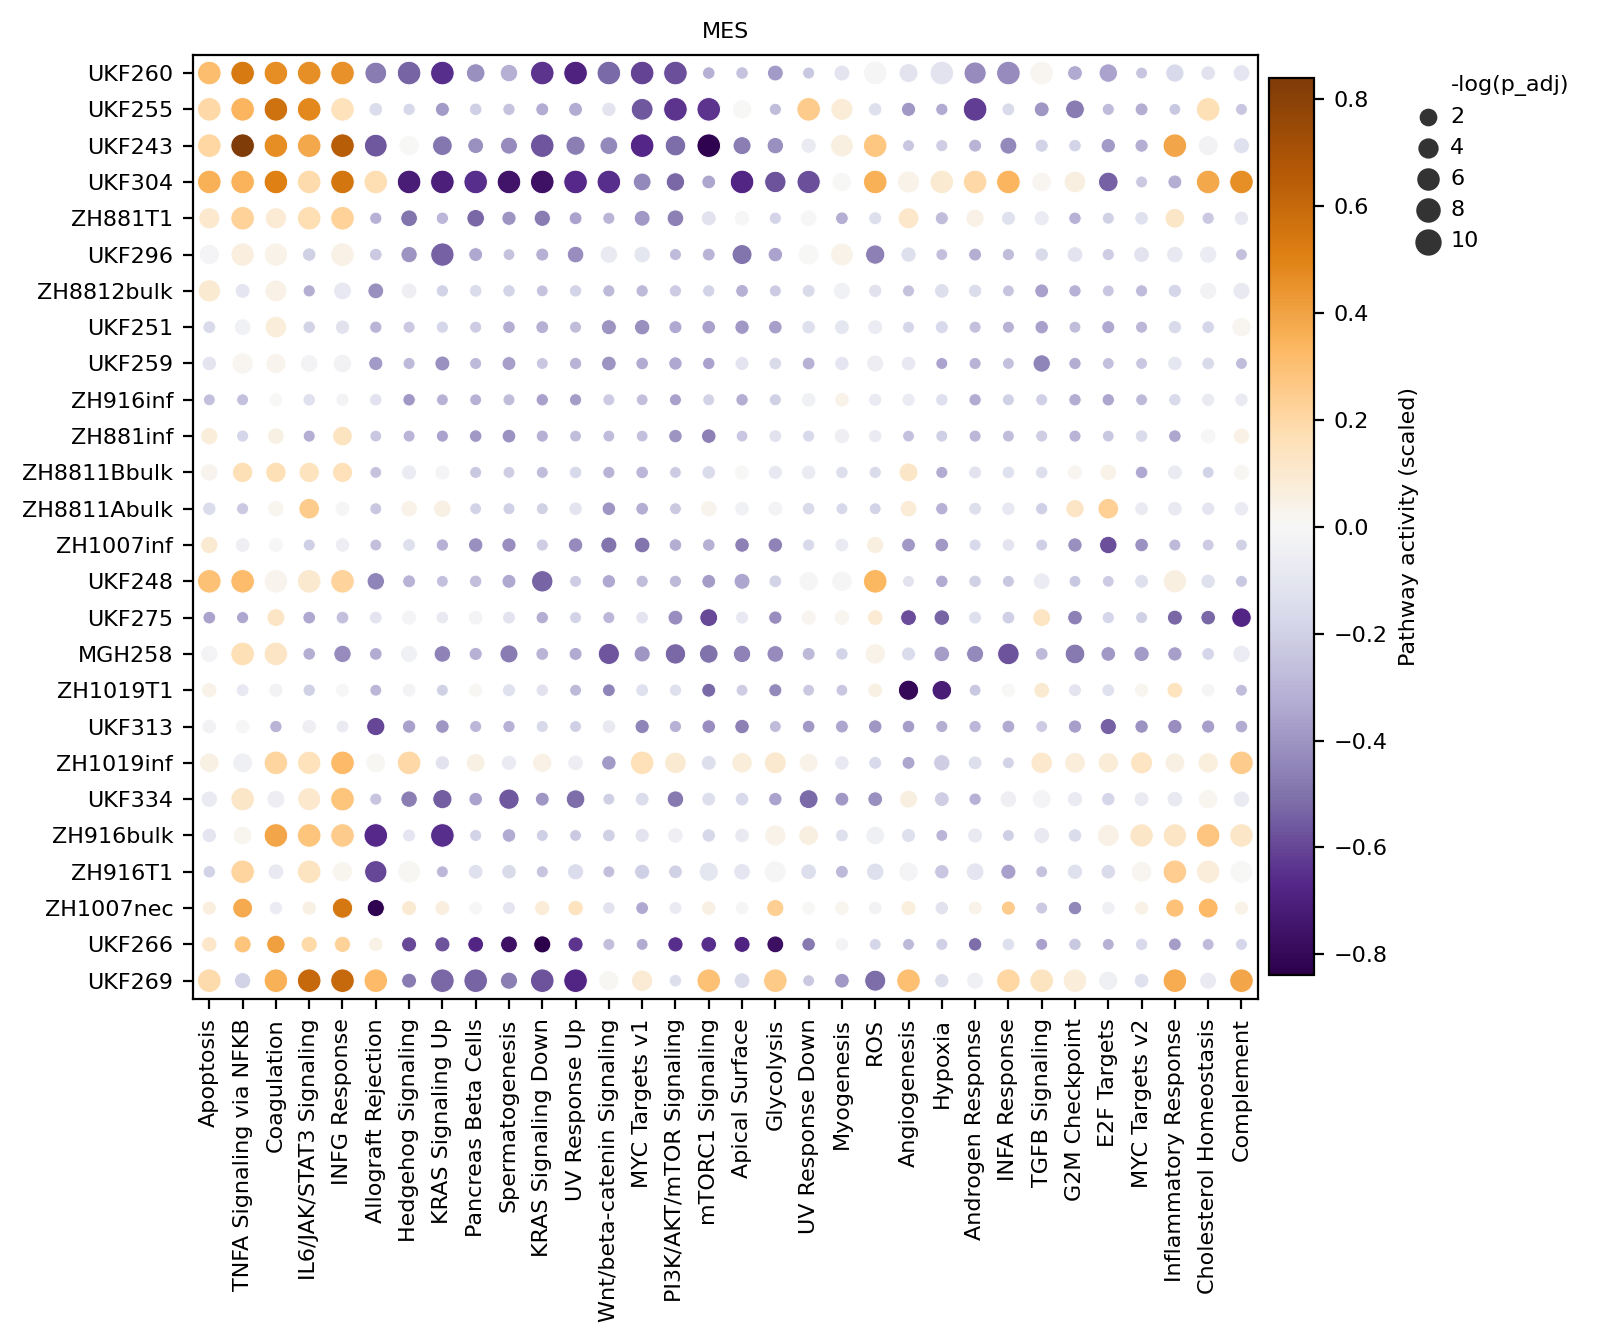 MES
UKF260
UKF255
UKF243
UKF304
ZH881T1
UKF296
ZH8812bulk
UKF251
UKF259
ZH916inf
ZH881inf
ZH8811Bbulk
ZH8811Abulk
ZH1007inf
UKF248
UKF275
MGH258
ZH1019T1
UKF313
ZH1019inf
UKF334
ZH916bulk
ZH916T1
ZH1007nec
UKF266
UKF269
Apoptosis
TNFA Signaling via NFKB
Coagulation
IL6/JAK/STAT3 Signaling
INFG Response
Allograft Rejection
Hedgehog Signaling
KRAS Signaling Up
Pancreas Beta Cells
Spermatogenesis
KRAS Signaling Down
UV Response Up
Wnt/beta-catenin Signaling
MYC Targets v1
PI3K/AKT/mTOR Signaling
mTORC1 Signaling
Apical Surface
Glycolysis
UV Response Down
Myogenesis
ROS
Angiogenesis
Hypoxia
Androgen Response
INFA Response
TGFB Signaling
G2M Checkpoint
E2F Targets
MYC Targets v2
Inflammatory Response
Cholesterol Homeostasis
Complement
0.8
0.6
0.4
0.2
0.0
−0.2
−0.4
−0.6
−0.8
Pathway activity (scaled)
-log(p_adj)
2
4
6
8
10